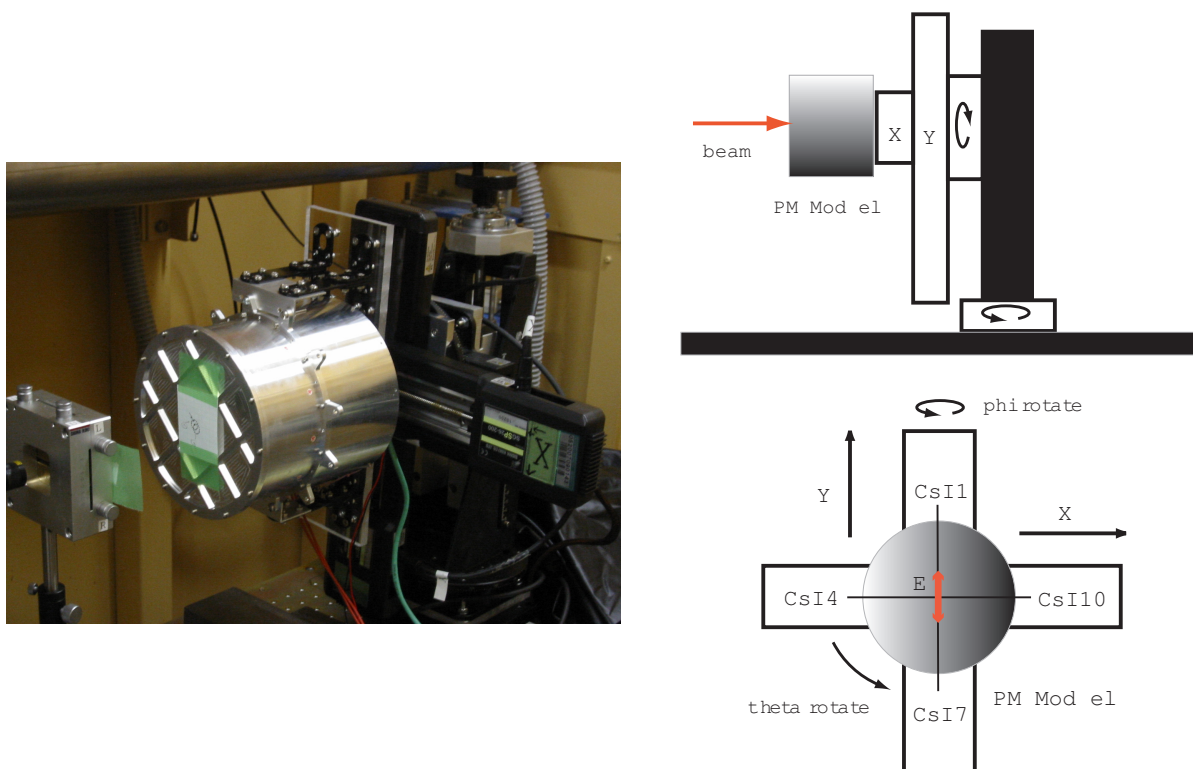 X
X
Y
beam
PM Mod el
phi rotate
Y
CsI1
X
E
CsI4
CsI10
theta rotate
CsI7
PM Mod el